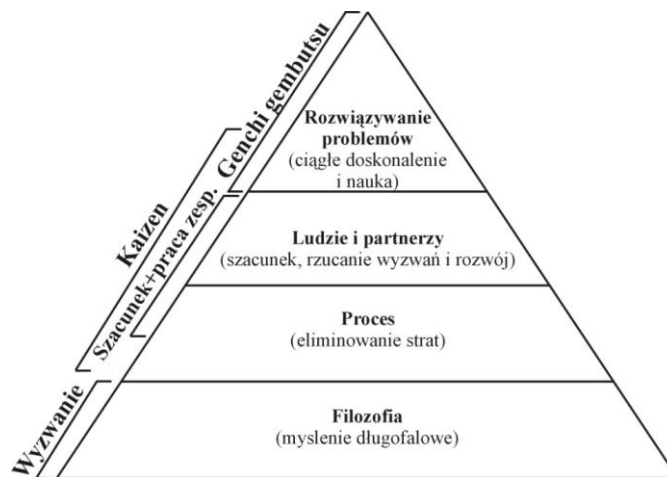 Genchi gembutsu
Kaizen
Szacunek+praca zesp.
Wyzwanie
Rozwiązywanie
problemów
(ciągłe doskonalenie
i nauka)
Ludzie i partnerzy
(szacunek, rzucanie wyzwań i rozwój)
Proces
(eliminowanie strat)
Filozofia
(myslenie długofalowe)